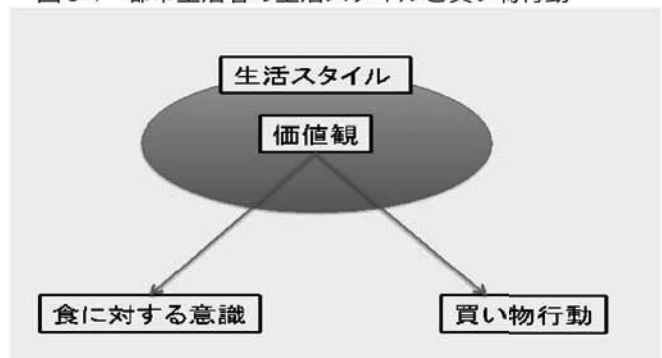 生活スタイル
価値観
食に対する意識
買い物行動